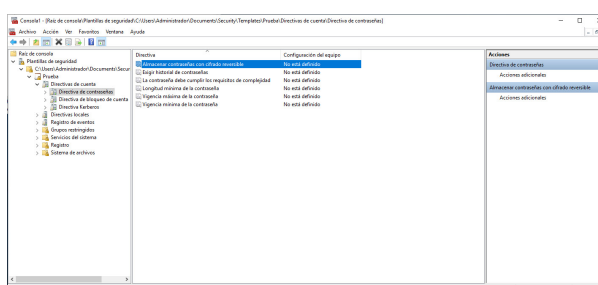 Consola1 - [Raíz de consola\Plantillas de seguridad\C:\Users\Administrador\Documents\Security\Templates\Prueba\Directivas de cuenta\Directiva de contraseñas]
Archivo Acción Ver Favoritos Ventana Ayuda
Raíz de consola
Plantillas de seguridad
C:\Users\Administrador\Documents\Secur
Prueba
Directivas de cuenta
Directiva de contraseñas
Directiva de bloqueo de cuenta
Directiva Kerberos
Directivas locales
Registro de eventos
Grupos restringidos
Servicios del sistema
Registro
Sistema de archivos
Directiva Configuración del equipo
Almacenar contraseñas con cifrado reversible No está definido
Exigir historial de contraseñas No está definido
La contraseña debe cumplir los requisitos de complejidad No está definido
Longitud mínima de la contraseña No está definido
Vigencia máxima de la contraseña No está definido
Vigencia mínima de la contraseña No está definido
Acciones
Directiva de contraseñas
Acciones adicionales
Almacenar contraseñas con cifrado reversible
Acciones adicionales